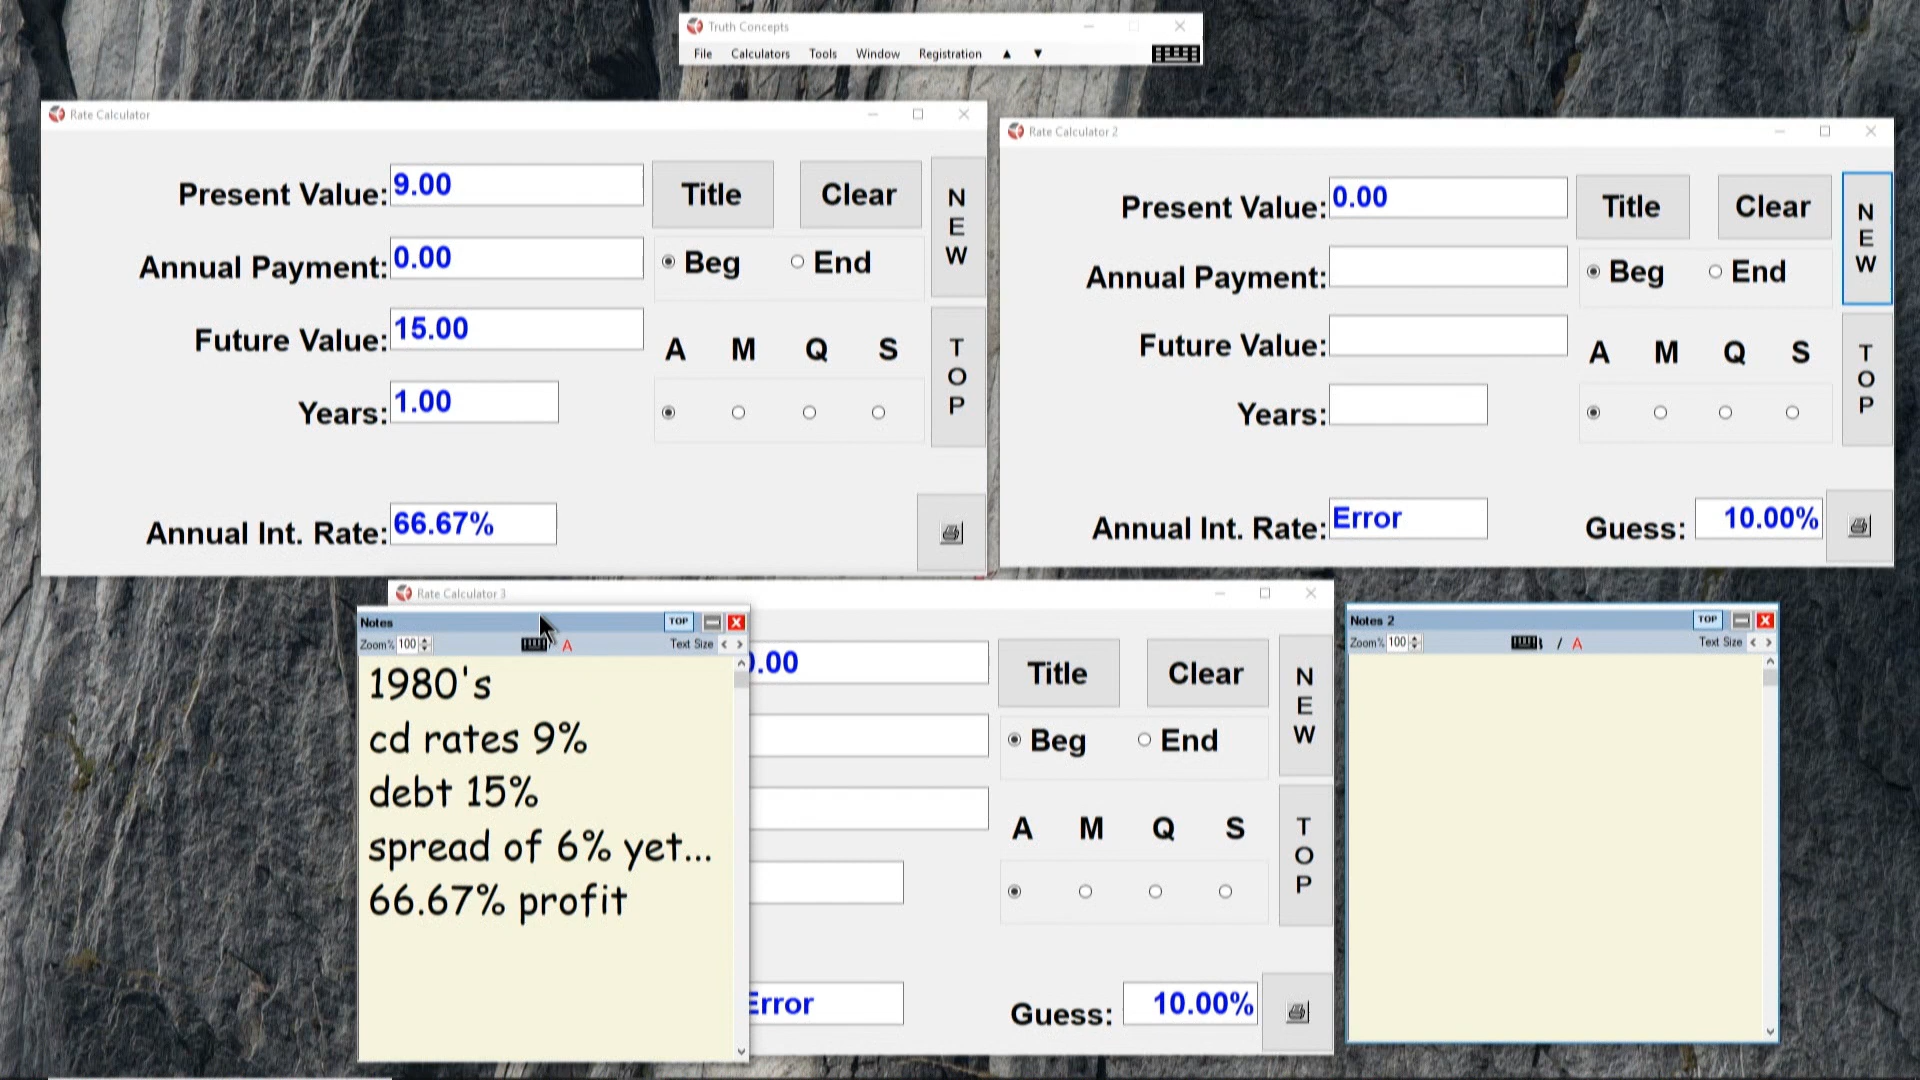 Truth Concepts
File Calculators Tools Window Registration
Rate Calculator
Present Value: 9.00
Title Clear
NEW
Annual Payment: 0.00
Beg End
Future Value: 15.00
A M Q S
TOP
Years: 1.00
Annual Int. Rate: 66.67%
Rate Calculator 2
Present Value: 0.00
Title Clear
NEW
Annual Payment:
Beg End
Future Value:
A M Q S
TOP
Years:
Annual Int. Rate: Error
Guess: 10.00%
Rate Calculator 3
.00
Title Clear
NEW
Beg End
A M Q S
TOP
Error
Guess: 10.00%
Notes
TOP
X
Zoom% 100
A
Text Size < >
1980's
cd rates 9%
debt 15%
spread of 6% yet...
66.67% profit
Notes 2
TOP
X
Zoom% 100
/ A
Text Size < >